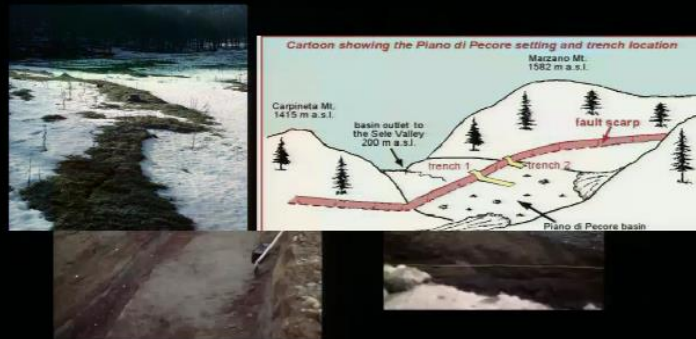 Cartoon showing the Piano di Pecore setting and trench location
Marzano Mt.
1582 m a.s.l.
Carpineta Mt.
1415 m a.s.l.
basin outlet to
the Sele Valley
200 m a.s.l.
fault scarp
trench 1
trench 2
Piano di Pecore basin